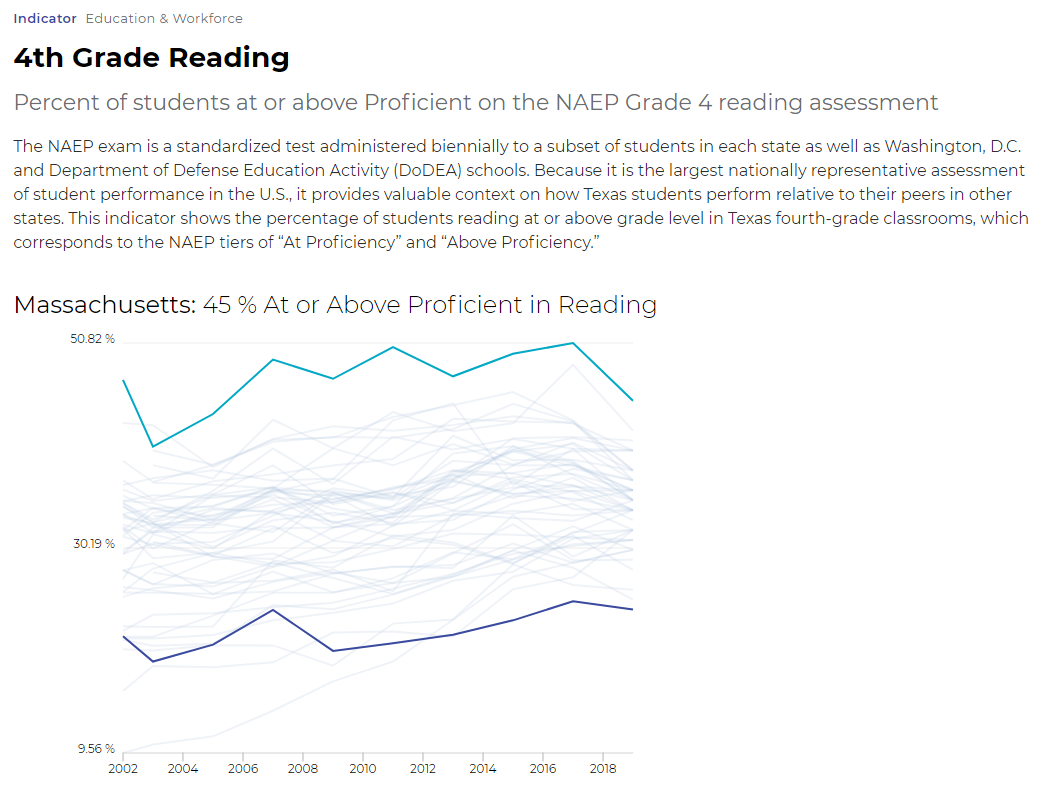 Indicator Education & Workforce
4th Grade Reading
Percent of students at or above Proficient on the NAEP Grade 4 reading assessment
The NAEP exam is a standardized test administered biennially to a subset of students in each state as well as Washington, D.C.
and Department of Defense Education Activity (DoDEA) schools. Because it is the largest nationally representative assessment
of student performance in the U.S., it provides valuable context on how Texas students perform relative to their peers in other
states. This indicator shows the percentage of students reading at or above grade level in Texas fourth-grade classrooms, which
corresponds to the NAEP tiers of “At Proficiency” and “Above Proficiency.”
Massachusetts: 45 % At or Above Proficient in Reading
50.82 %
30.19 %
9.56 %
2002 2004 2006 2008 2010 2012 2014 2016 2018